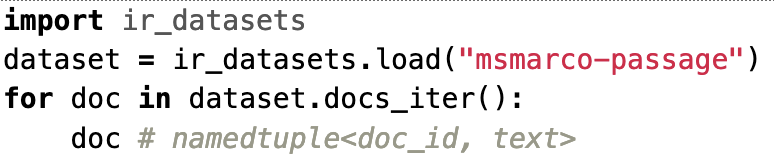 import ir_datasets
dataset = ir_datasets.load("msmarco-passage")
for doc in dataset.docs_iter():
    doc # namedtuple<doc_id, text>